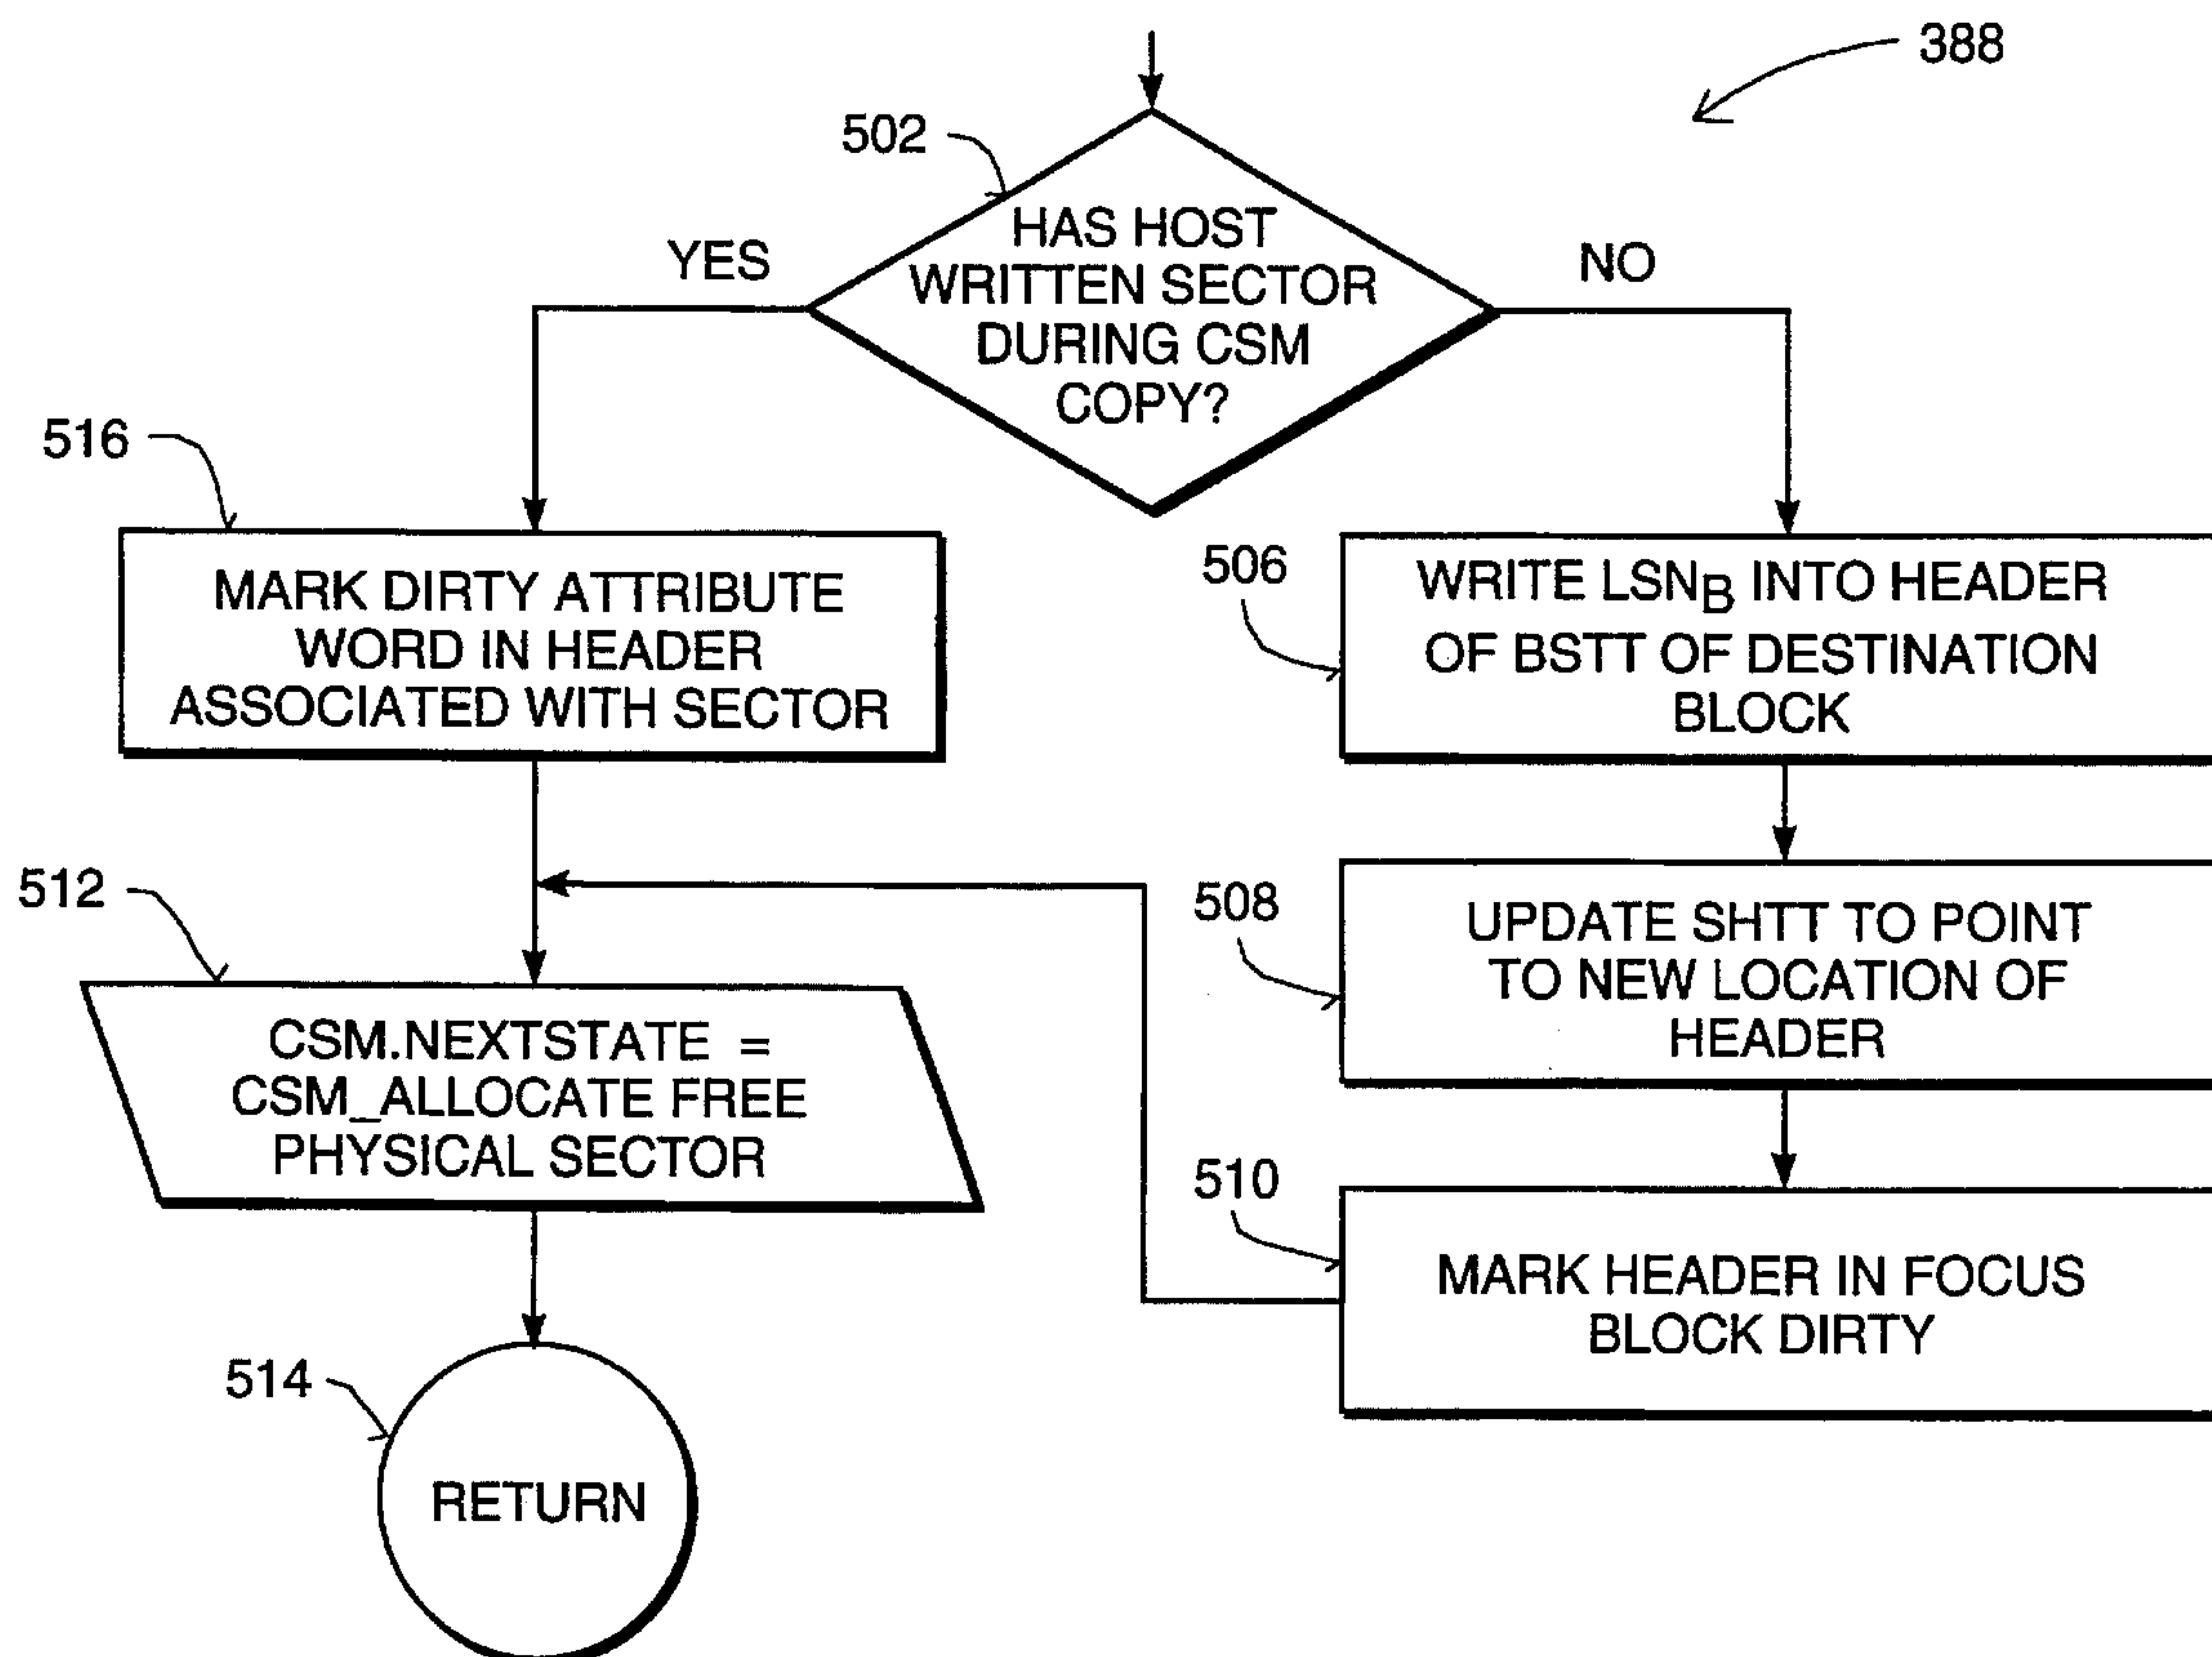 388
502
HAS HOST
WRITTEN SECTOR
DURING CSM
COPY?
YES
NO
516
MARK DIRTY ATTRIBUTE
WORD IN HEADER
ASSOCIATED WITH SECTOR
506
WRITE LSNB INTO HEADER
OF BSTT OF DESTINATION
BLOCK
512
CSM.NEXTSTATE =
CSM_ALLOCATE FREE
PHYSICAL SECTOR
508
UPDATE SHTT TO POINT
TO NEW LOCATION OF
HEADER
510
MARK HEADER IN FOCUS
BLOCK DIRTY
514
RETURN